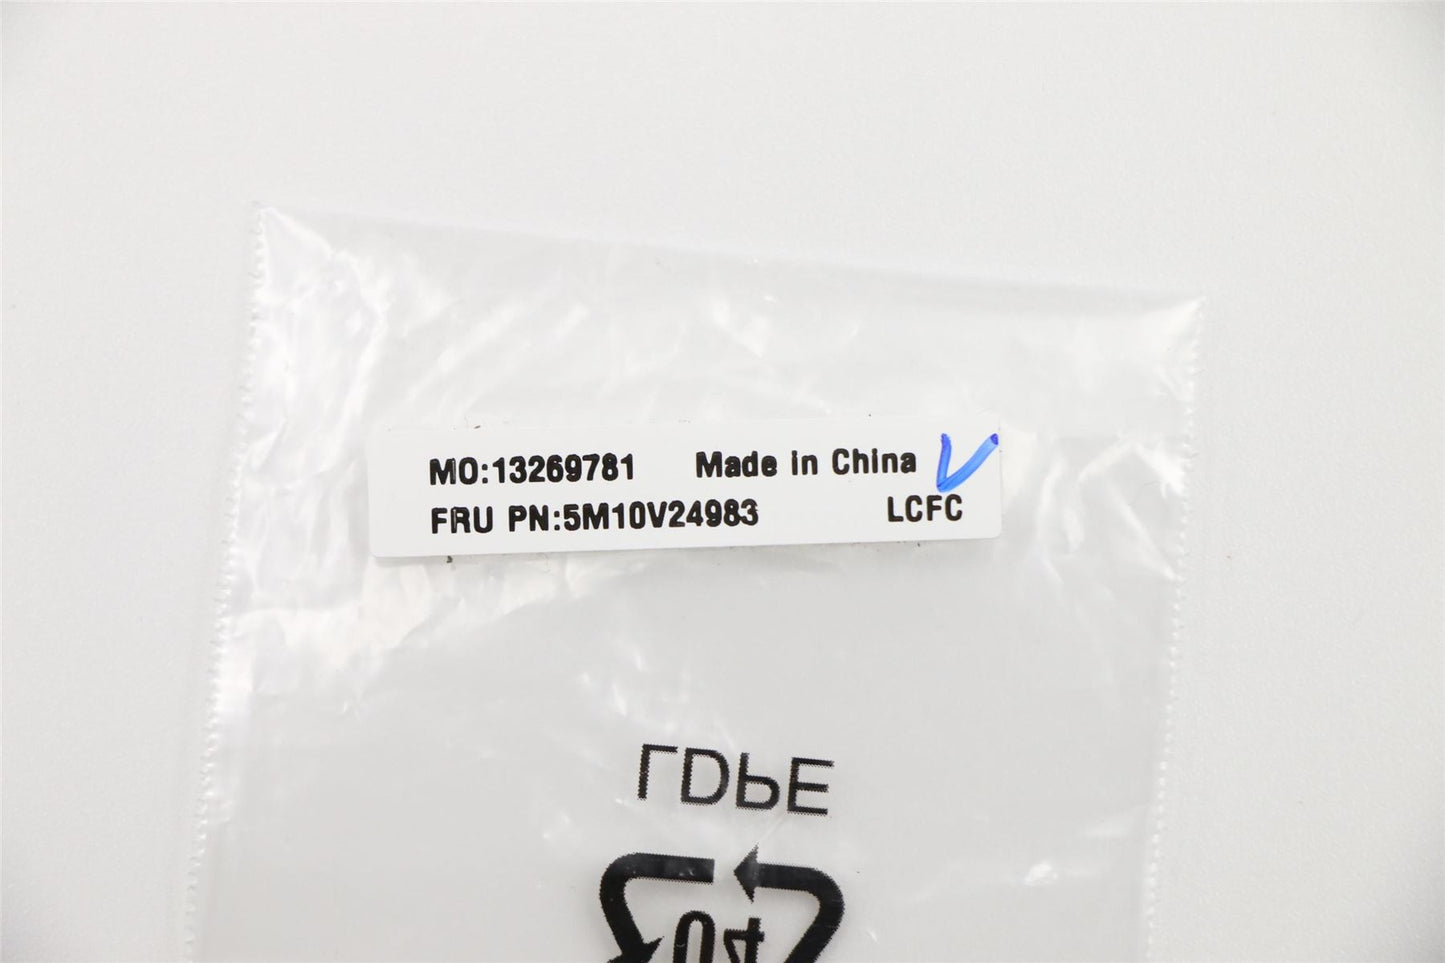 MO:13269781 Made in China
FRU PN:5M10V24983 LCFC
LDPE
04